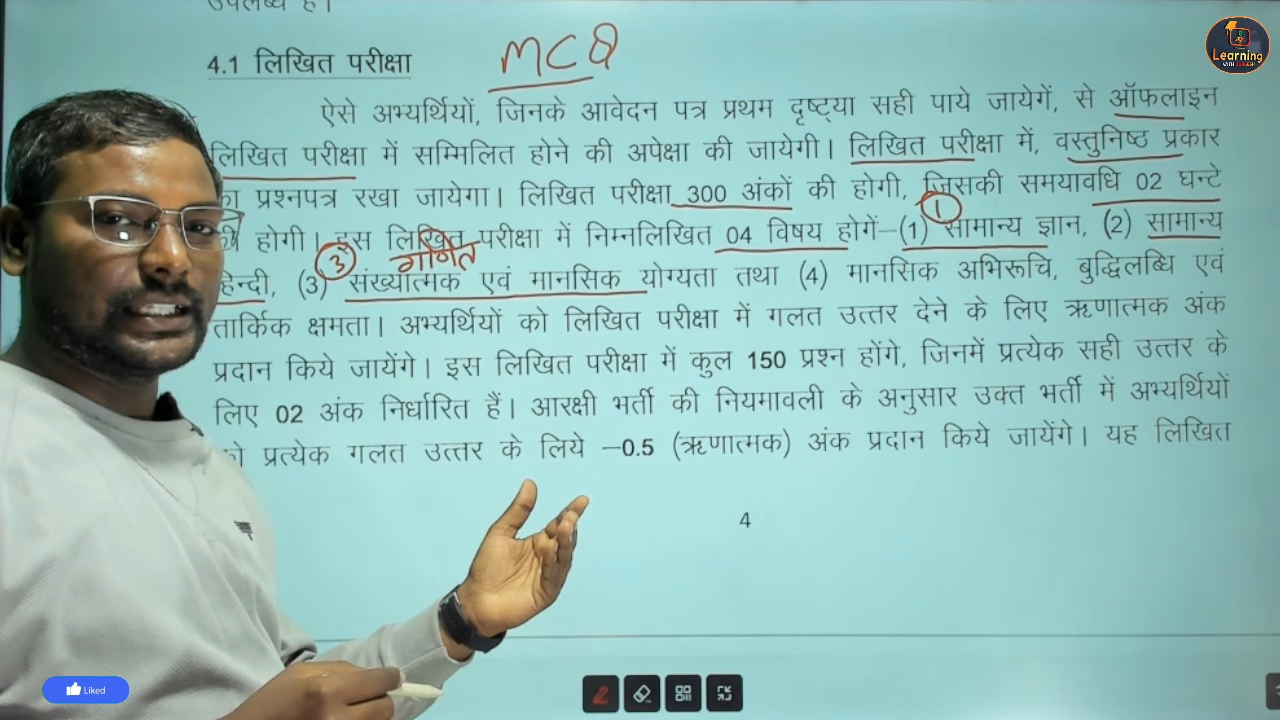 उपलब्ध है।
4.1 लिखित परीक्षा
MCQ
ऐसे अभ्यर्थियों, जिनके आवेदन पत्र प्रथम दृष्ट्या सही पाये जायेगें, से ऑफलाइन
लिखित परीक्षा में सम्मिलित होने की अपेक्षा की जायेगी। लिखित परीक्षा में, वस्तुनिष्ठ प्रकार
का प्रश्नपत्र रखा जायेगा। लिखित परीक्षा 300 अंकों की होगी, जिसकी समयावधि 02 घन्टे
1
की होगी। इस लिखित परीक्षा में निम्नलिखित 04 विषय होगें–(1) सामान्य ज्ञान, (2) सामान्य
3 गणित
हिन्दी, (3) संख्यात्मक एवं मानसिक योग्यता तथा (4) मानसिक अभिरूचि, बुद्धिलब्धि एवं
तार्किक क्षमता। अभ्यर्थियों को लिखित परीक्षा में गलत उत्तर देने के लिए ऋणात्मक अंक
प्रदान किये जायेंगे। इस लिखित परीक्षा में कुल 150 प्रश्न होंगे, जिनमें प्रत्येक सही उत्तर के
लिए 02 अंक निर्धारित हैं। आरक्षी भर्ती की नियमावली के अनुसार उक्त भर्ती में अभ्यर्थियों
को प्रत्येक गलत उत्तर के लिये –0.5 (ऋणात्मक) अंक प्रदान किये जायेंगे। यह लिखित
4
Learning
Liked